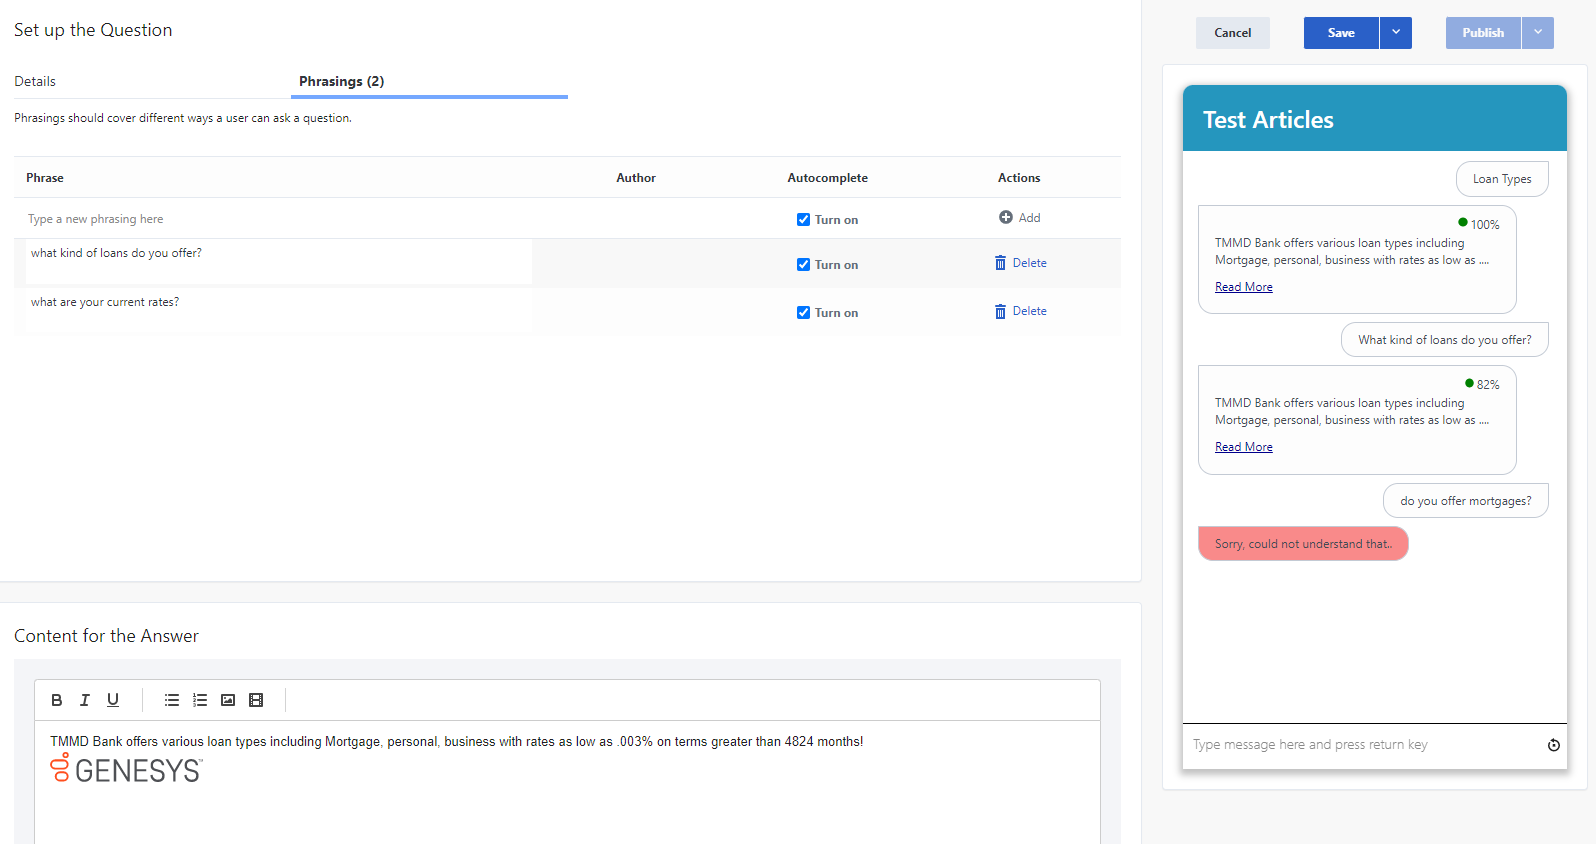 Set up the Question
Details
Phrasings (2)
Phrasings should cover different ways a user can ask a question.
Phrase Author Autocomplete Actions
Type a new phrasing here Turn on Add
what kind of loans do you offer? Turn on Delete
what are your current rates? Turn on Delete
Content for the Answer
B I U
TMMD Bank offers various loan types including Mortgage, personal, business with rates as low as .003% on terms greater than 4824 months!
GENESYS™
Cancel Save Publish
Test Articles
Loan Types
100%
TMMD Bank offers various loan types including
Mortgage, personal, business with rates as low as ....
Read More
What kind of loans do you offer?
82%
TMMD Bank offers various loan types including
Mortgage, personal, business with rates as low as ....
Read More
do you offer mortgages?
Sorry, could not understand that..
Type message here and press return key